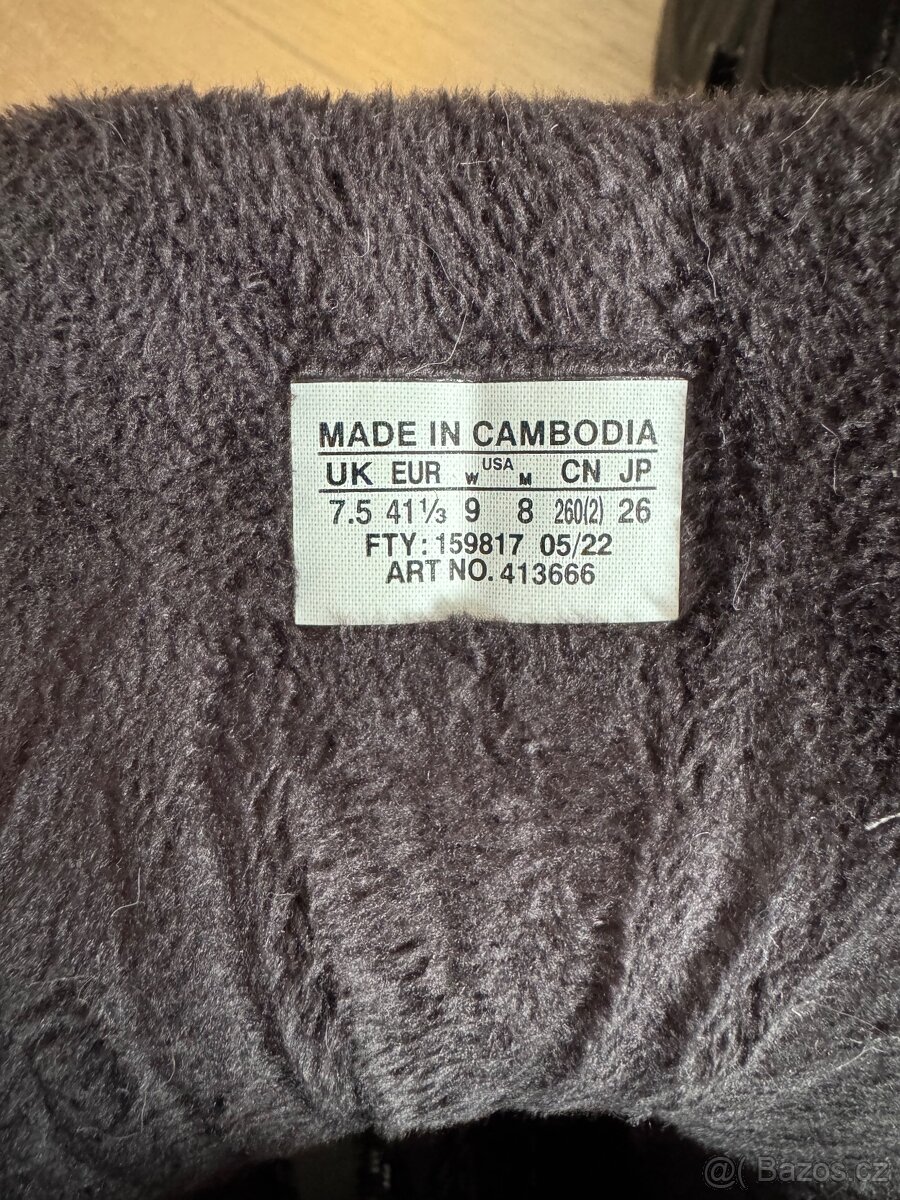 MADE IN CAMBODIA
UK EUR W USA M CN JP
7.5 41⅓ 9 8 260(2) 26
FTY: 159817 05/22
ART NO. 413666
@( Bazos.cz